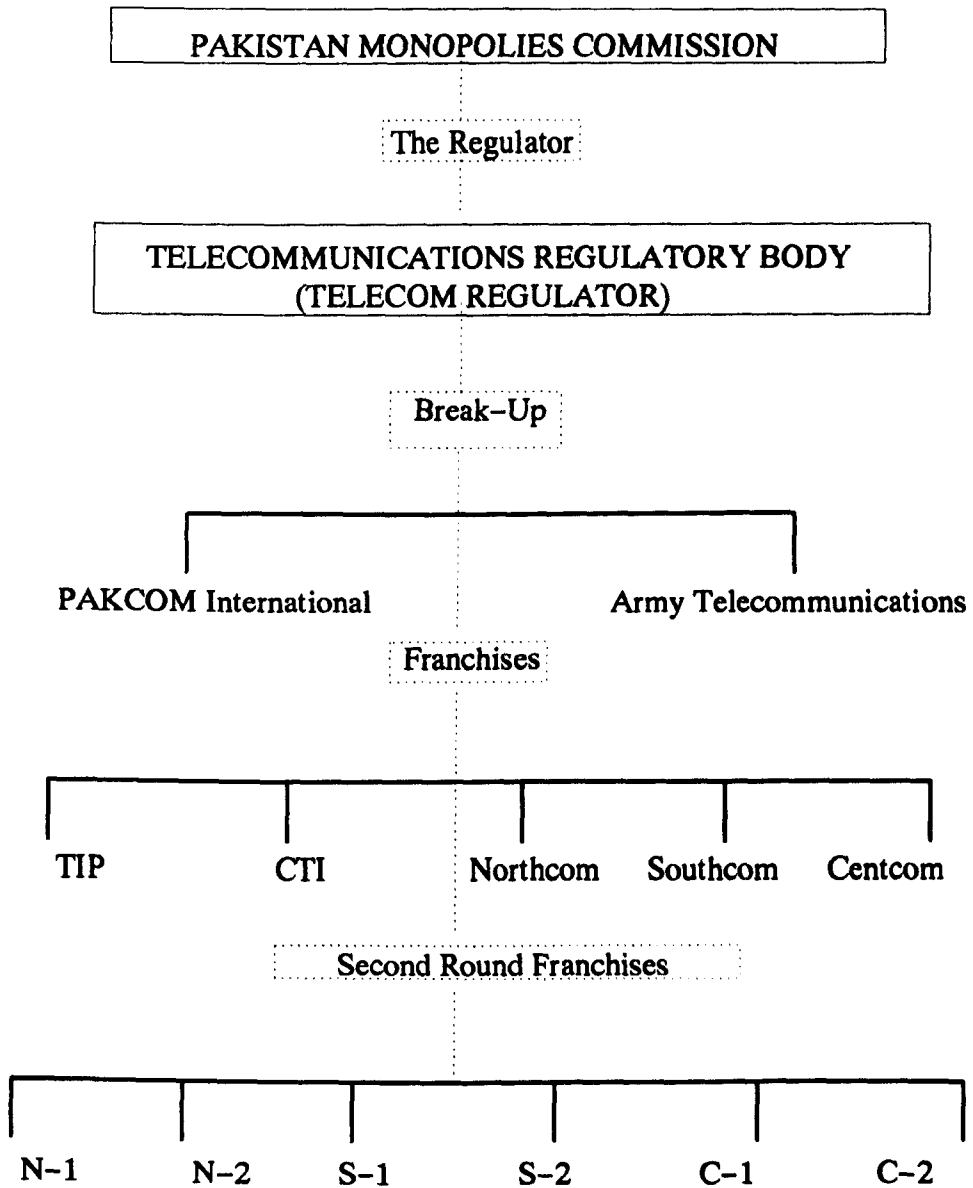 PAKISTAN MONOPOLIES COMMISSION
The Regulator
TELECOMMUNICATIONS REGULATORY BODY
(TELECOM REGULATOR)
Break-Up
PAKCOM International Army Telecommunications
Franchises
TIP CTI Northcom Southcom Centcom
Second Round Franchises
N-1 N-2 S-1 S-2 C-1 C-2